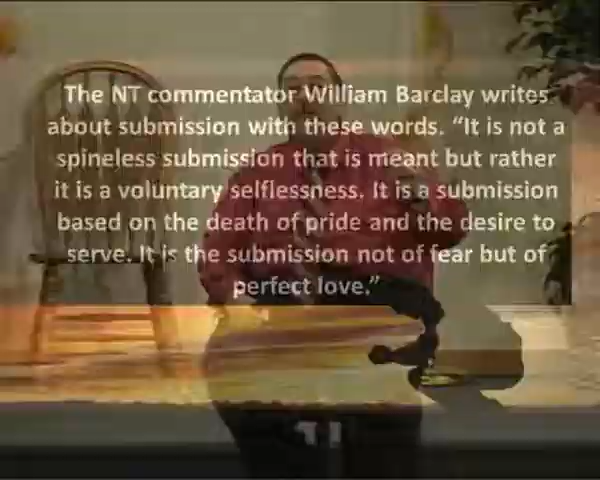 The NT commentator William Barclay writes
about submission with these words. “It is not a
spineless submission that is meant but rather
it is a voluntary selflessness. It is a submission
based on the death of pride and the desire to
serve. It is the submission not of fear but of
perfect love.”